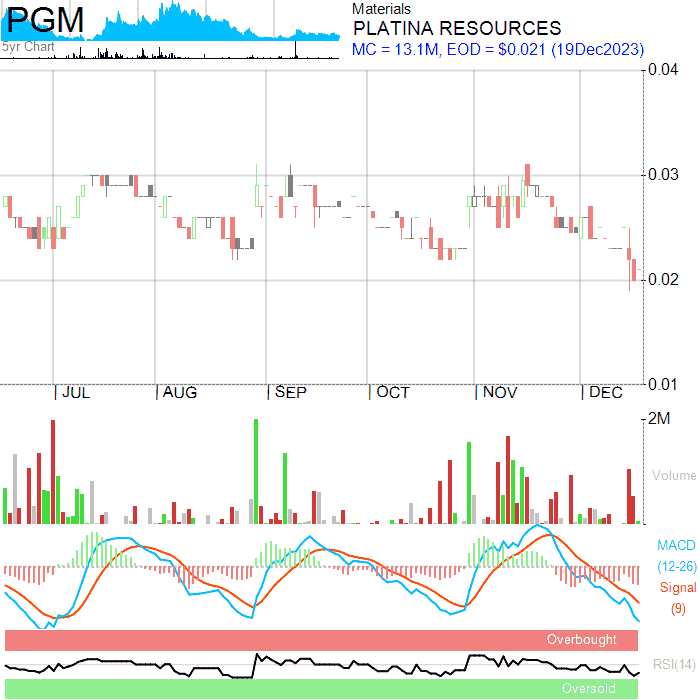 PGM
5yr Chart
Materials
PLATINA RESOURCES
MC = 13.1M, EOD = $0.021 (19Dec2023)
0.04
0.03
0.02
0.01
JUL AUG SEP OCT NOV DEC
2M
Volume
MACD
(12-26)
Signal
(9)
Overbought
RSI(14)
Oversold